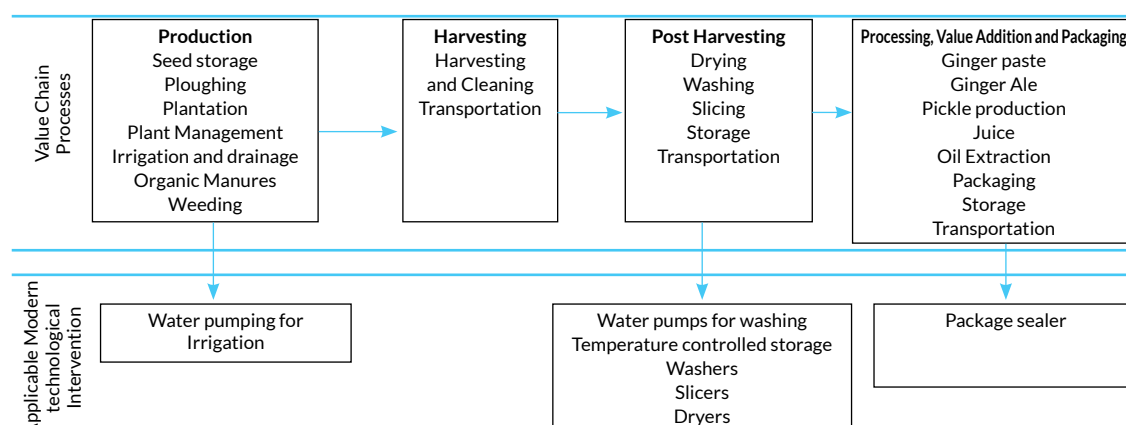 Value Chain
Processes
Production
Seed storage
Ploughing
Plantation
Plant Management
Irrigation and drainage
Organic Manures
Weeding
Harvesting
Harvesting
and Cleaning
Transportation
Post Harvesting
Drying
Washing
Slicing
Storage
Transportation
Processing, Value Addition and Packaging
Ginger paste
Ginger Ale
Pickle production
Juice
Oil Extraction
Packaging
Storage
Transportation
Applicable Modern
technological
Intervention
Water pumping for
Irrigation
Water pumps for washing
Temperature controlled storage
Washers
Slicers
Dryers
Package sealer